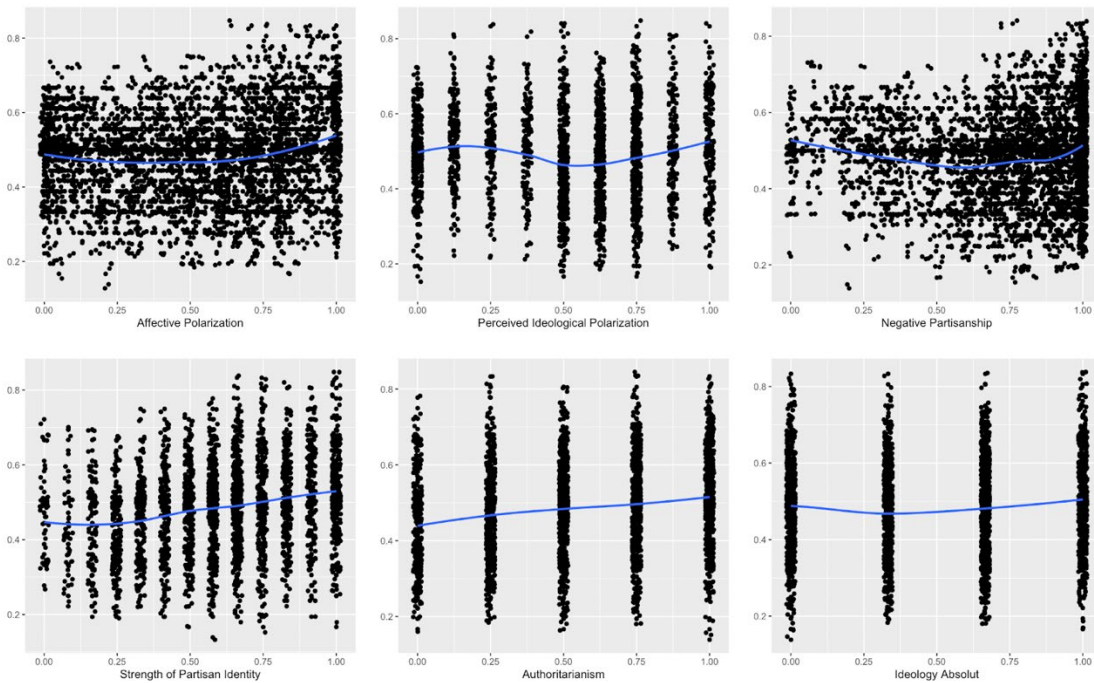 0.8
0.6
0.4
0.2
0.00 0.25 0.50 0.75 1.00
Affective Polarization
0.8
0.6
0.4
0.2
0.00 0.25 0.50 0.75 1.00
Perceived Ideological Polarization
0.8
0.6
0.4
0.2
0.00 0.25 0.50 0.75 1.00
Negative Partisanship
0.8
0.6
0.4
0.2
0.00 0.25 0.50 0.75 1.00
Strength of Partisan Identity
0.8
0.6
0.4
0.2
0.00 0.25 0.50 0.75 1.00
Authoritarianism
0.8
0.6
0.4
0.2
0.00 0.25 0.50 0.75 1.00
Ideology Absolut